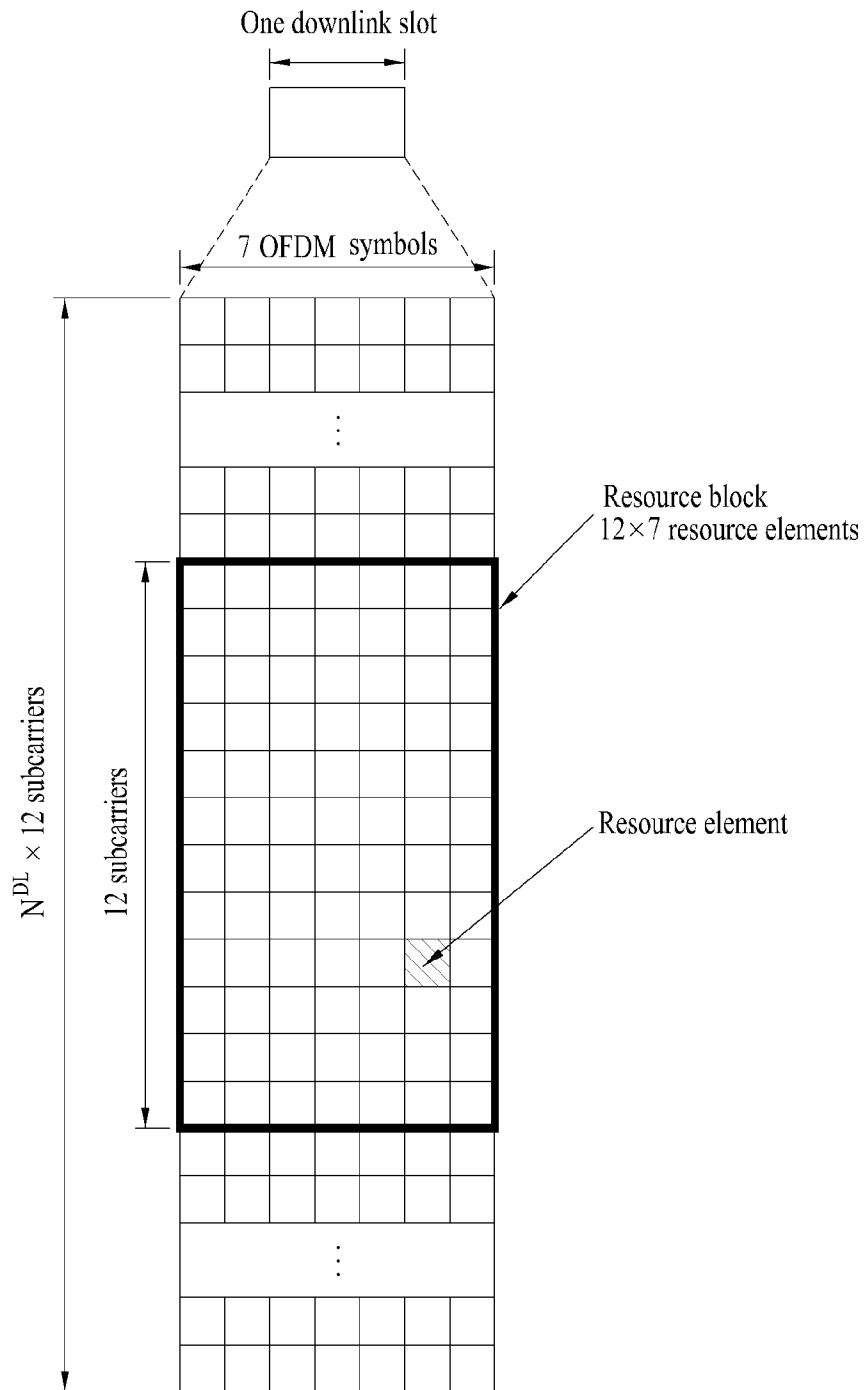 One downlink slot
7 OFDM symbols
Resource block
12×7 resource elements
N^DL × 12 subcarriers
12 subcarriers
Resource element